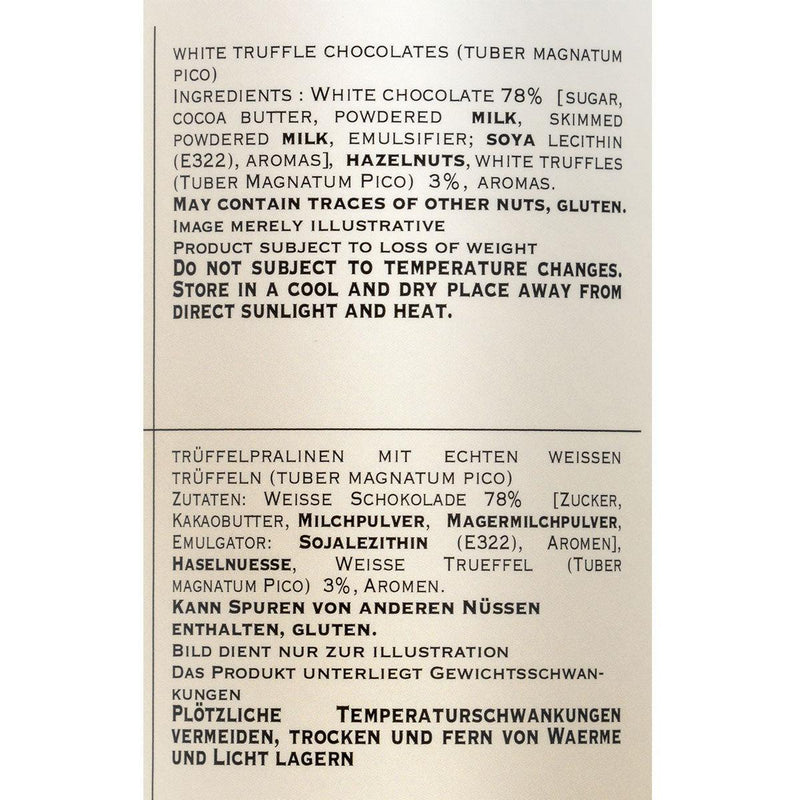 WHITE TRUFFLE CHOCOLATES (TUBER MAGNATUM
PICO)
INGREDIENTS : WHITE CHOCOLATE 78% [SUGAR,
COCOA BUTTER, POWDERED MILK, SKIMMED
POWDERED MILK, EMULSIFIER; SOYA LECITHIN
(E322), AROMAS], HAZELNUTS, WHITE TRUFFLES
(TUBER MAGNATUM PICO) 3%, AROMAS.
MAY CONTAIN TRACES OF OTHER NUTS, GLUTEN.
IMAGE MERELY ILLUSTRATIVE
PRODUCT SUBJECT TO LOSS OF WEIGHT
DO NOT SUBJECT TO TEMPERATURE CHANGES.
STORE IN A COOL AND DRY PLACE AWAY FROM
DIRECT SUNLIGHT AND HEAT.
TRÜFFELPRALINEN MIT ECHTEN WEISSEN
TRÜFFELN (TUBER MAGNATUM PICO)
ZUTATEN: WEISSE SCHOKOLADE 78% [ZUCKER,
KAKAOBUTTER, MILCHPULVER, MAGERMILCHPULVER,
EMULGATOR: SOJALEZITHIN (E322), AROMEN],
HASELNUESSE, WEISSE TRUEFFEL (TUBER
MAGNATUM PICO) 3%, AROMEN.
KANN SPUREN VON ANDEREN NÜSSEN
ENTHALTEN, GLUTEN.
BILD DIENT NUR ZUR ILLUSTRATION
DAS PRODUKT UNTERLIEGT GEWICHTSSCHWAN-
KUNGEN
PLÖTZLICHE TEMPERATURSCHWANKUNGEN
VERMEIDEN, TROCKEN UND FERN VON WAERME
UND LICHT LAGERN